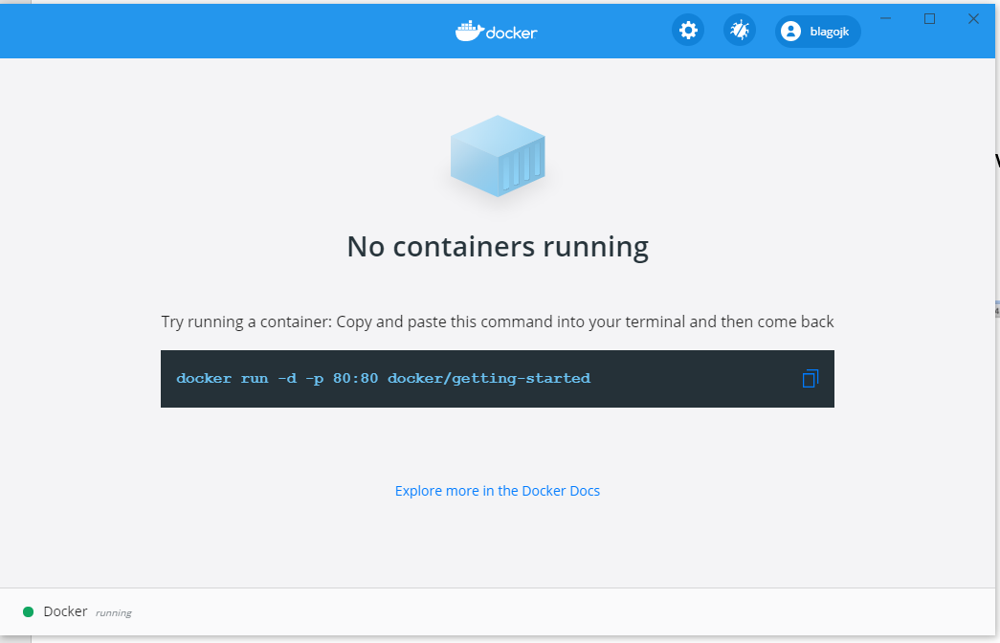 docker
blagojk
No containers running
Try running a container: Copy and paste this command into your terminal and then come back
docker run -d -p 80:80 docker/getting-started
Explore more in the Docker Docs
Docker running